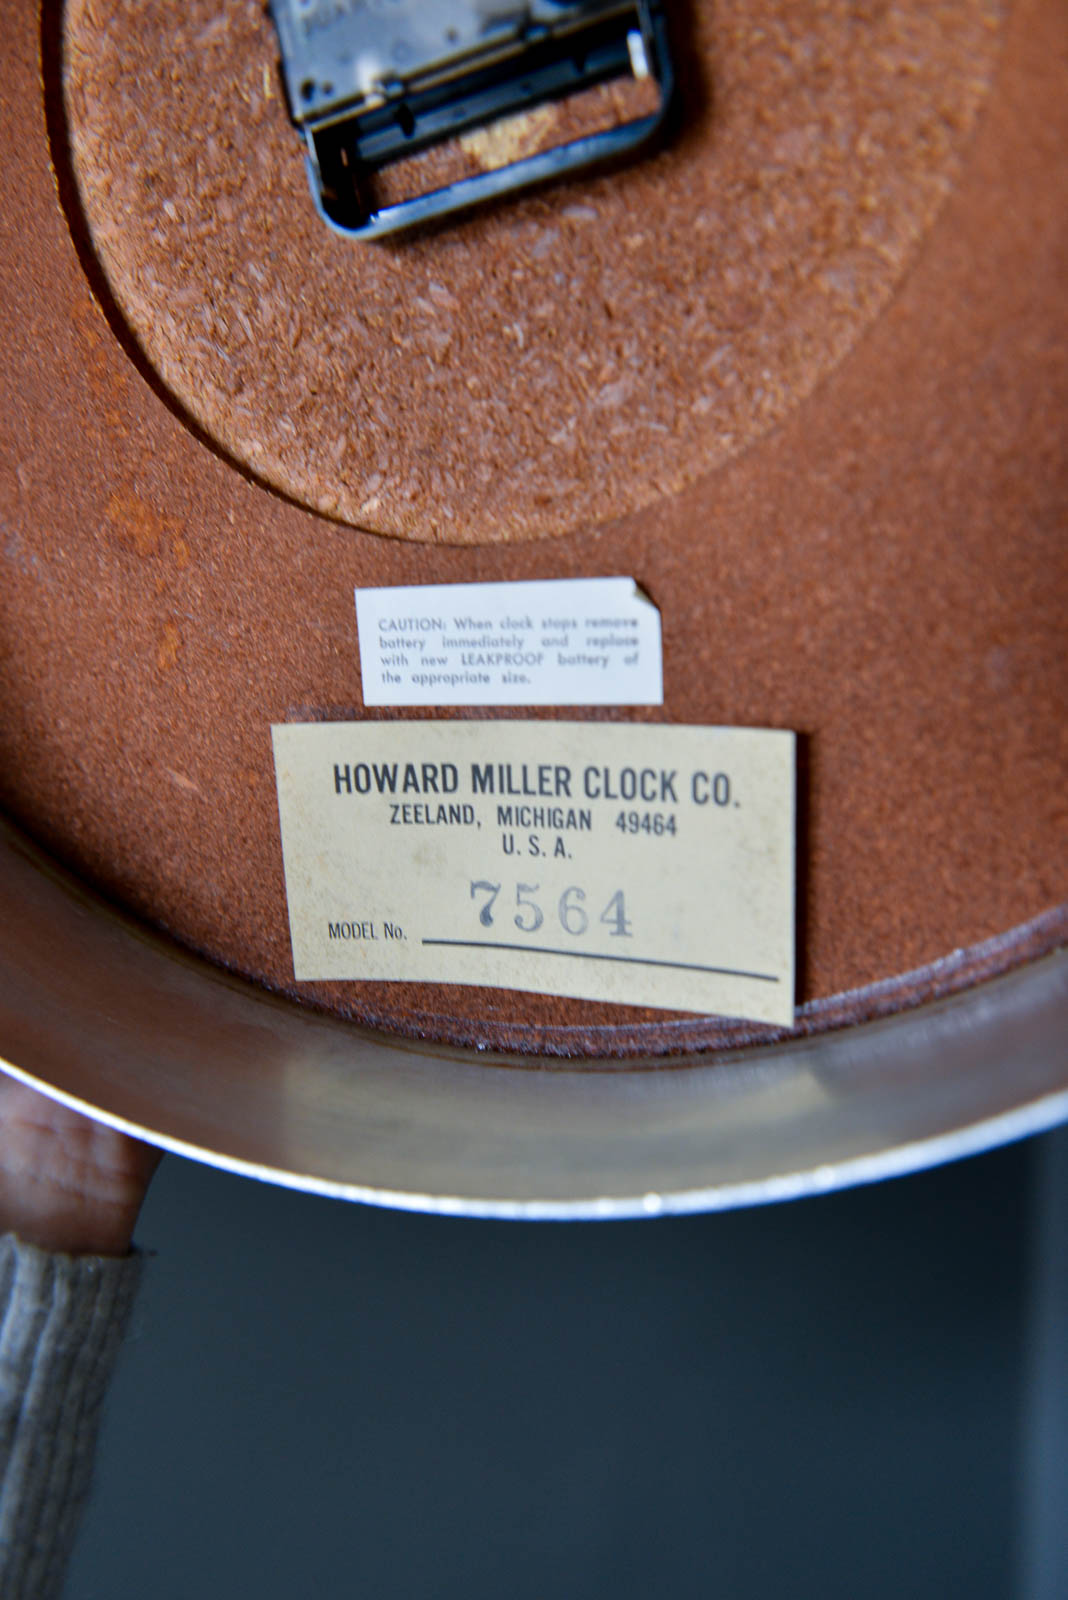 CAUTION: When clock stops remove
battery immediately and replace
with new LEAKPROOF battery of
the appropriate size.
HOWARD MILLER CLOCK CO.
ZEELAND, MICHIGAN 49464
U. S. A.
7564
MODEL No.